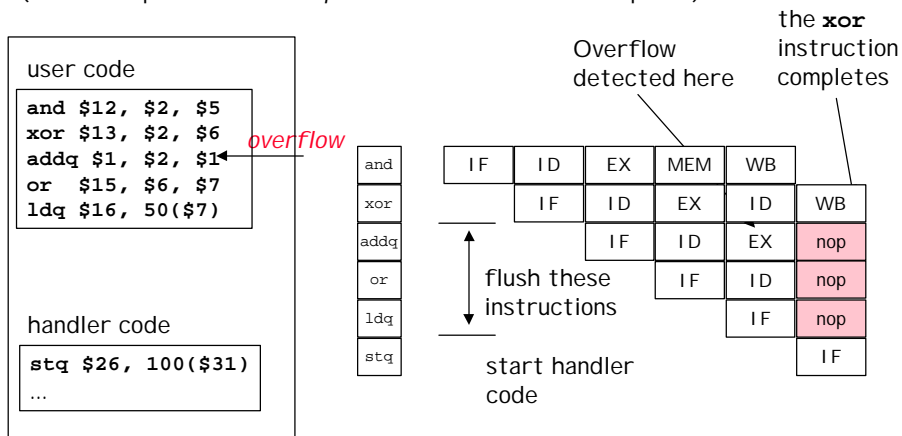 the xor
instruction
completes
Overflow
detected here
user code
and $12, $2, $5
xor $13, $2, $6
addq $1, $2, $1
or $15, $6, $7
ldq $16, 50($7)
overflow
handler code
stq $26, 100($31)
...
and IF ID EX MEM WB
xor IF ID EX ID WB
addq IF ID EX nop
or IF ID nop
ldq IF nop
stq IF
flush these
instructions
start handler
code